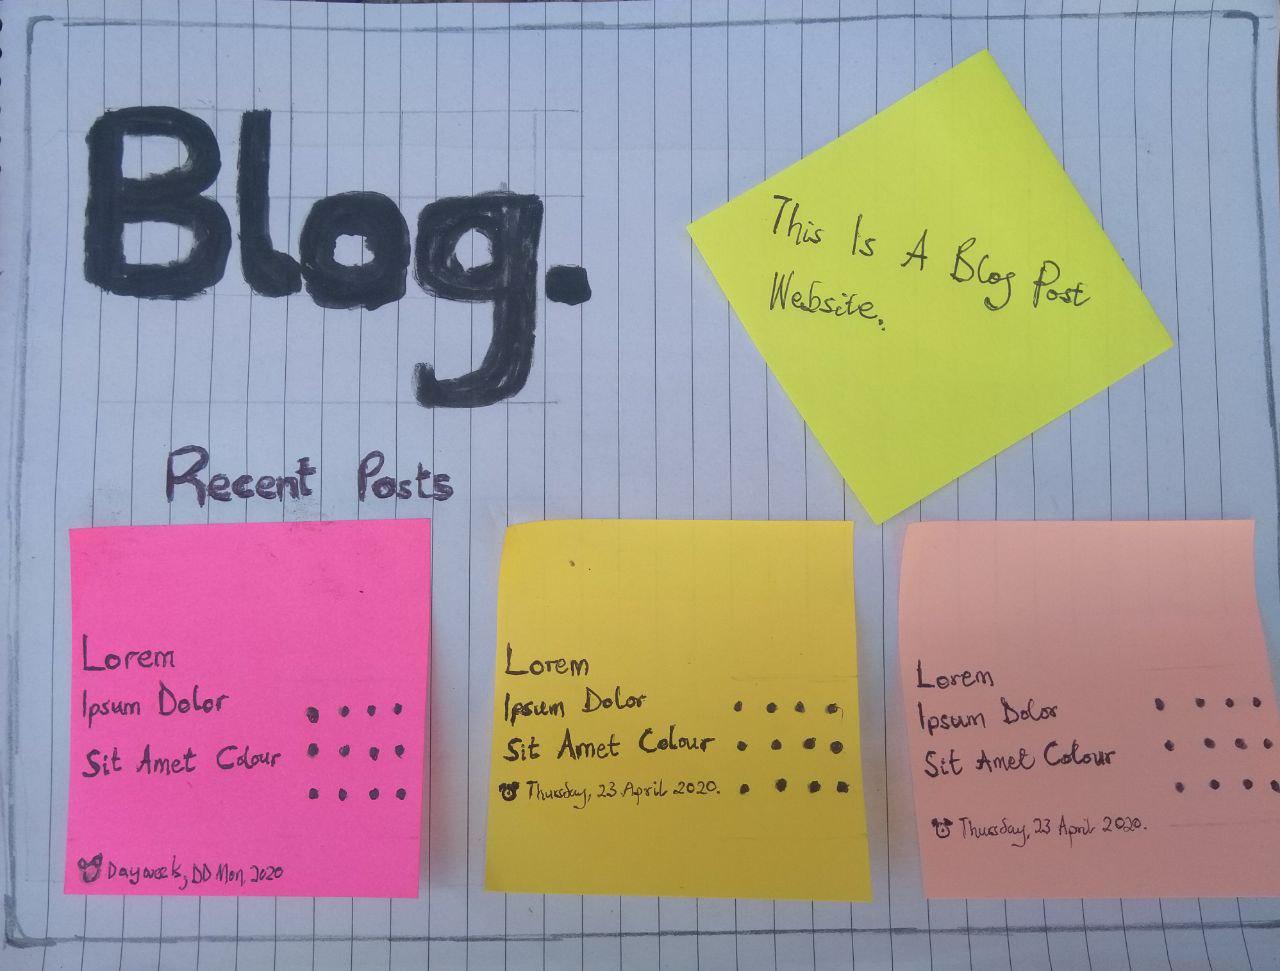 Blog.
This Is A Blog Post
Website.
Recent Posts
Lorem
Ipsum Dolor
Sit Amet Colour
Dayweek, DD Mon, 2020
Lorem
Ipsum Dolor
Sit Amet Colour
Thursday, 23 April 2020.
Lorem
Ipsum Dolor
Sit Amet Colour
Thursday, 23 April 2020.